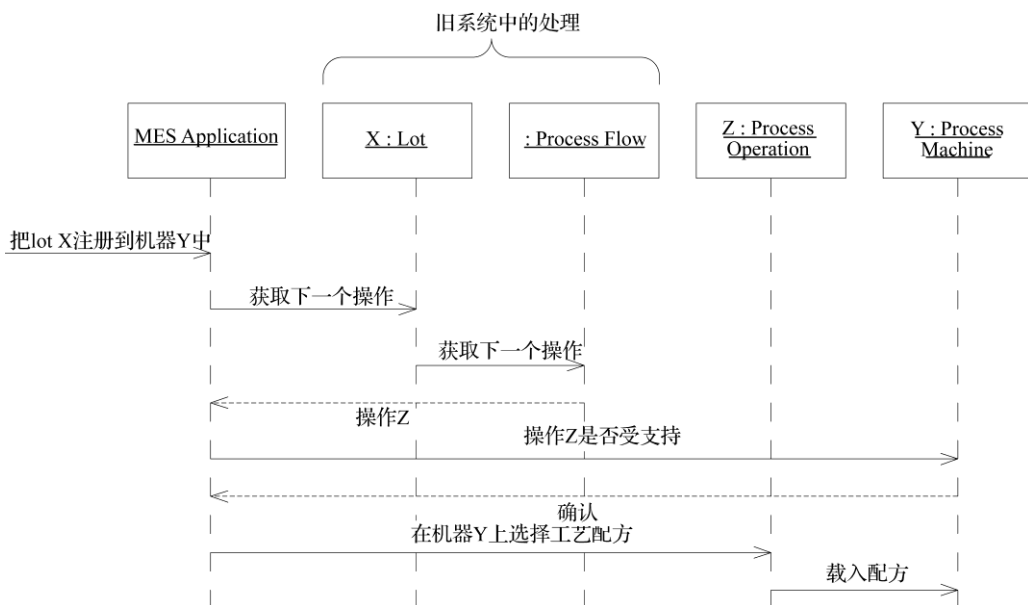 旧系统中的处理
MES Application
X : Lot
: Process Flow
Z : Process
Operation
Y : Process
Machine
把lot X注册到机器Y中
获取下一个操作
获取下一个操作
操作Z
操作Z是否受支持
确认
在机器Y上选择工艺配方
载入配方